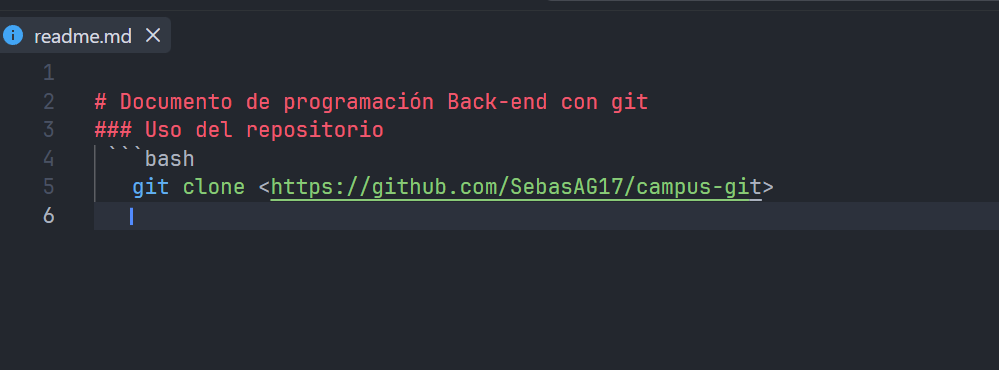 readme.md
1
2 # Documento de programación Back-end con git
3 ### Uso del repositorio
4 ```bash
5 git clone <https://github.com/SebasAG17/campus-git>
6